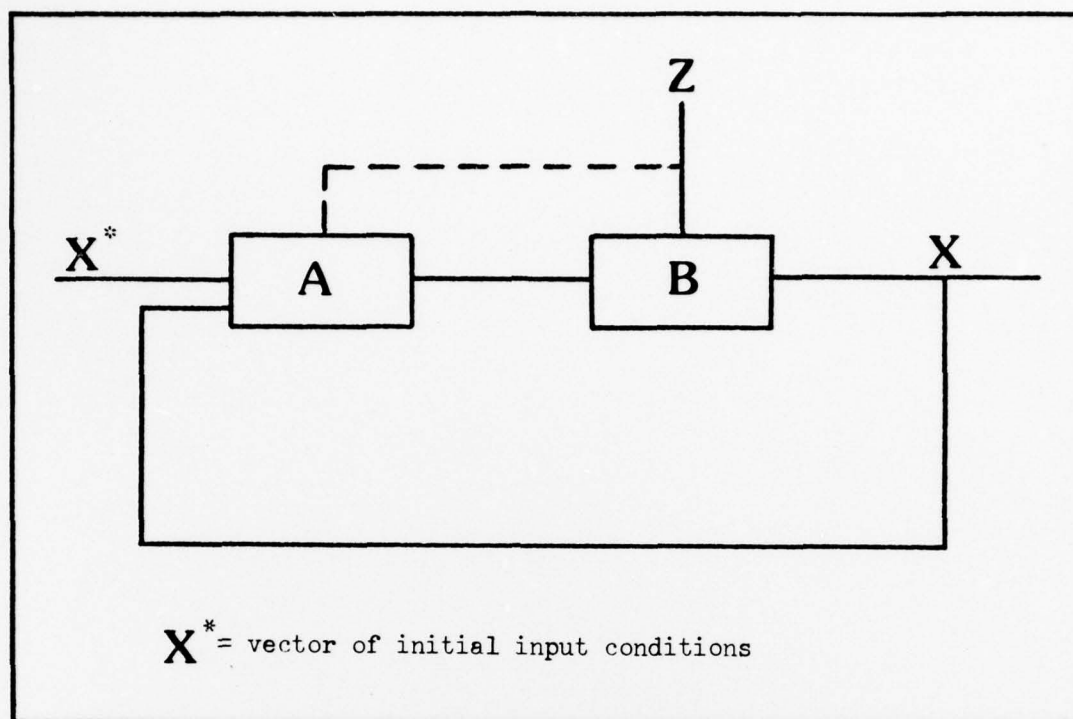 Z
X* A B X
X* = vector of initial input conditions